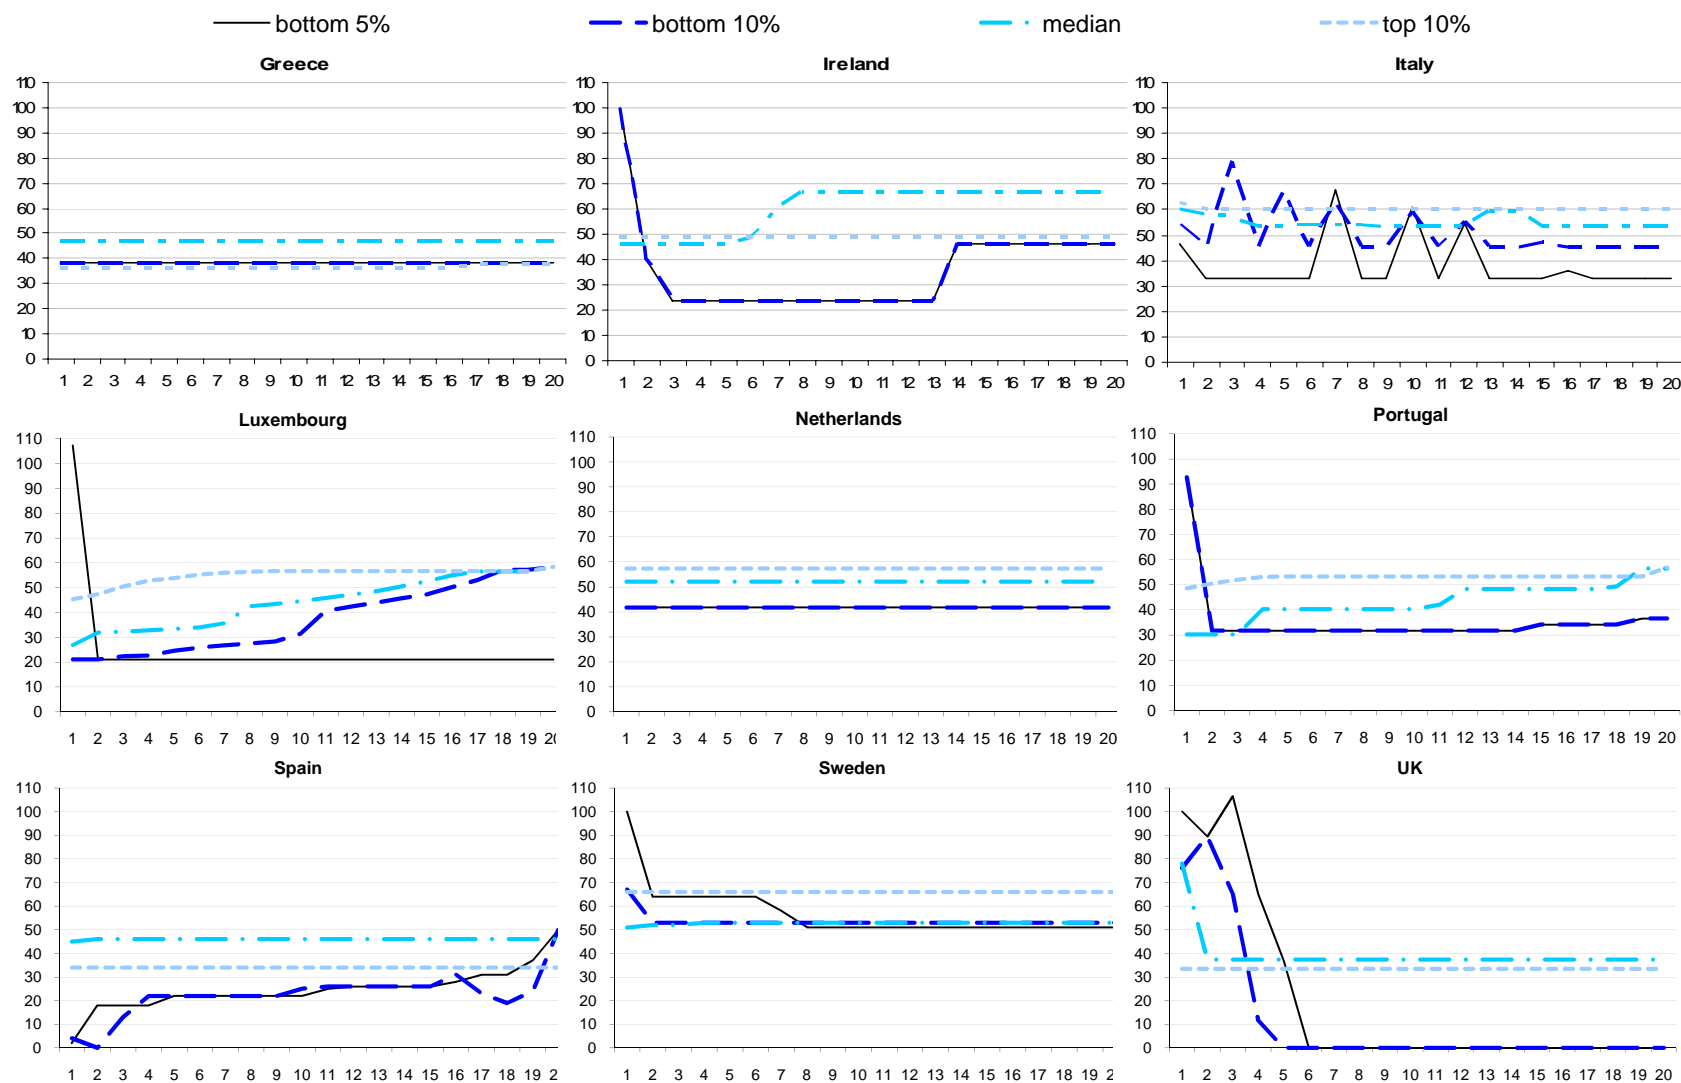 bottom 5% bottom 10% median top 10%
Greece Ireland Italy
110 110 110
100 100 100
90 90 90
80 80 80
70 70 70
60 60 60
50 50 50
40 40 40
30 30 30
20 20 20
10 10 10
0 0 0
1 2 3 4 5 6 7 8 9 10 11 12 13 14 15 16 17 18 19 20 1 2 3 4 5 6 7 8 9 10 11 12 13 14 15 16 17 18 19 20 1 2 3 4 5 6 7 8 9 10 11 12 13 14 15 16 17 18 19 20
Luxembourg Netherlands Portugal
110 110 110
100 100 100
90 90 90
80 80 80
70 70 70
60 60 60
50 50 50
40 40 40
30 30 30
20 20 20
10 10 10
0 0 0
1 2 3 4 5 6 7 8 9 10 11 12 13 14 15 16 17 18 19 20 1 2 3 4 5 6 7 8 9 10 11 12 13 14 15 16 17 18 19 20 1 2 3 4 5 6 7 8 9 10 11 12 13 14 15 16 17 18 19 20
Spain Sweden UK
110 110 110
100 100 100
90 90 90
80 80 80
70 70 70
60 60 60
50 50 50
40 40 40
30 30 30
20 20 20
10 10 10
0 0 0
1 2 3 4 5 6 7 8 9 10 11 12 13 14 15 16 17 18 19 2 1 2 3 4 5 6 7 8 9 10 11 12 13 14 15 16 17 18 19 2 1 2 3 4 5 6 7 8 9 10 11 12 13 14 15 16 17 18 19 20